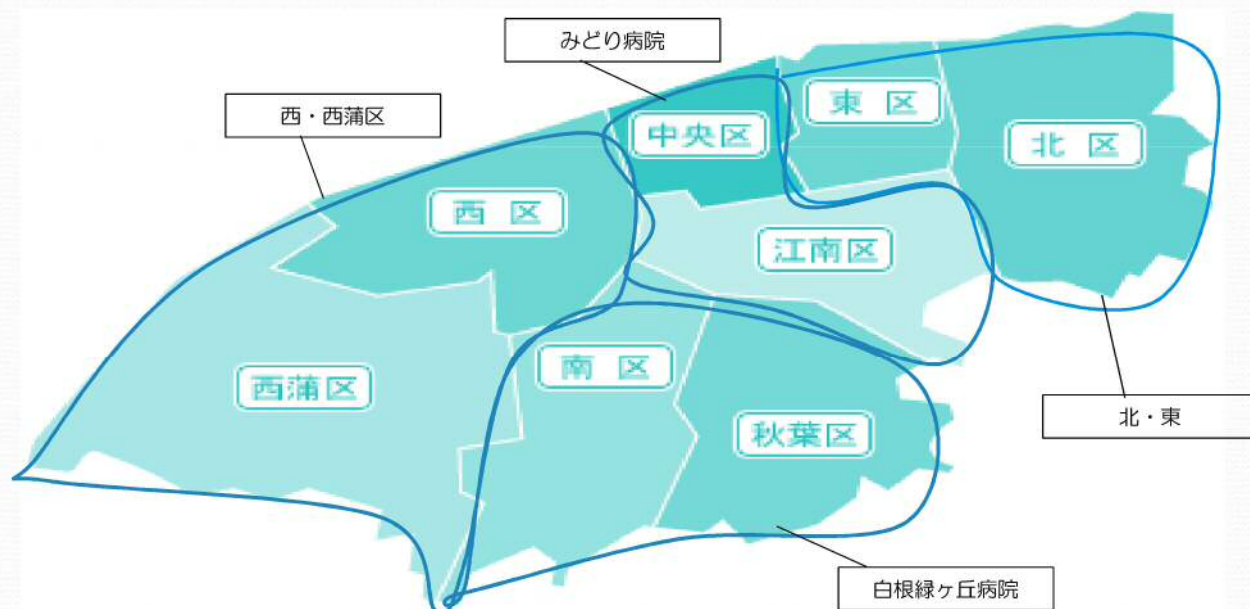 みどり病院
西・西蒲区
東 区
中央区
北 区
西 区
江南区
南 区
西蒲区
北・東
秋葉区
白根緑ヶ丘病院